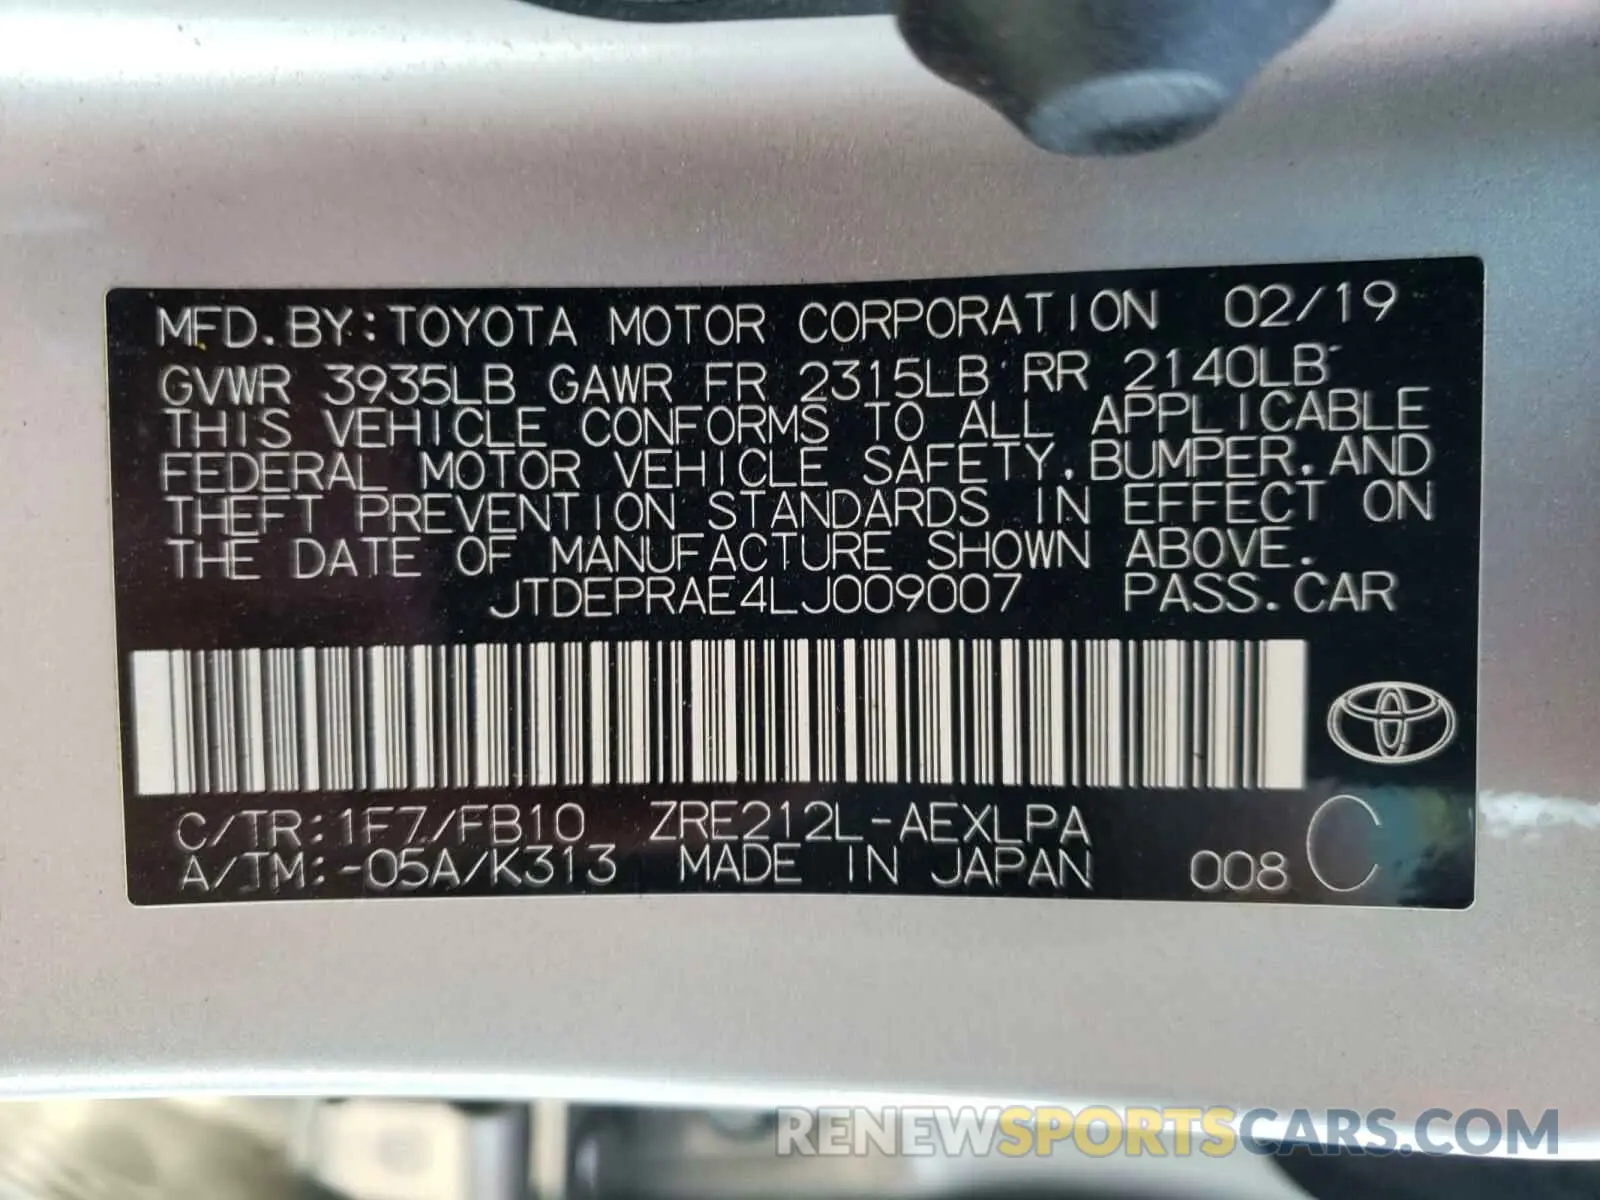 MFD. BY: TOYOTA MOTOR CORPORATION 02/19
GVWR 3935LB GAWR FR 2315LB RR 2140LB
THIS VEHICLE CONFORMS TO ALL APPLICABLE
FEDERAL MOTOR VEHICLE SAFETY, BUMPER, AND
THEFT PREVENTION STANDARDS IN EFFECT ON
THE DATE OF MANUFACTURE SHOWN ABOVE.
JTDEPRAE4LJ009007 PASS. CAR
C/TR: 1F7/FB10 ZRE212L-AEXLPA
A/TM: -05A/K313 MADE IN JAPAN 008 C
RENEWSPORTSCARS.COM